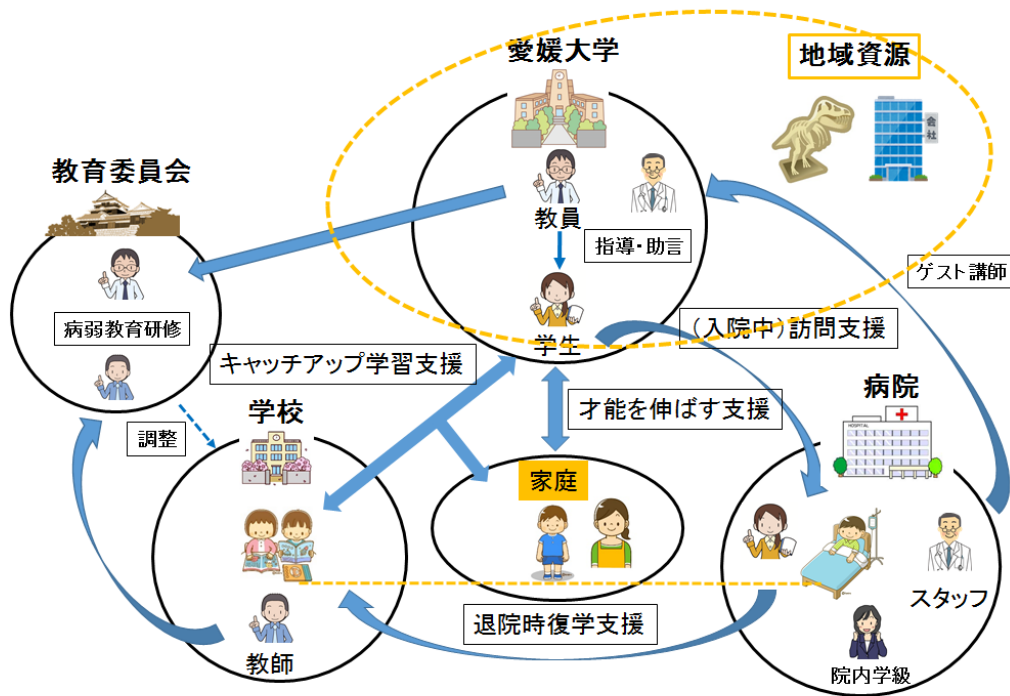 愛媛大学
地域資源
会社
教育委員会
教員
指導・助言
ゲスト講師
病弱教育研修
学生
(入院中)訪問支援
キャッチアップ学習支援
病院
学校
才能を伸ばす支援
調整
HOSPITAL
家庭
スタッフ
退院時復学支援
教師
院内学級